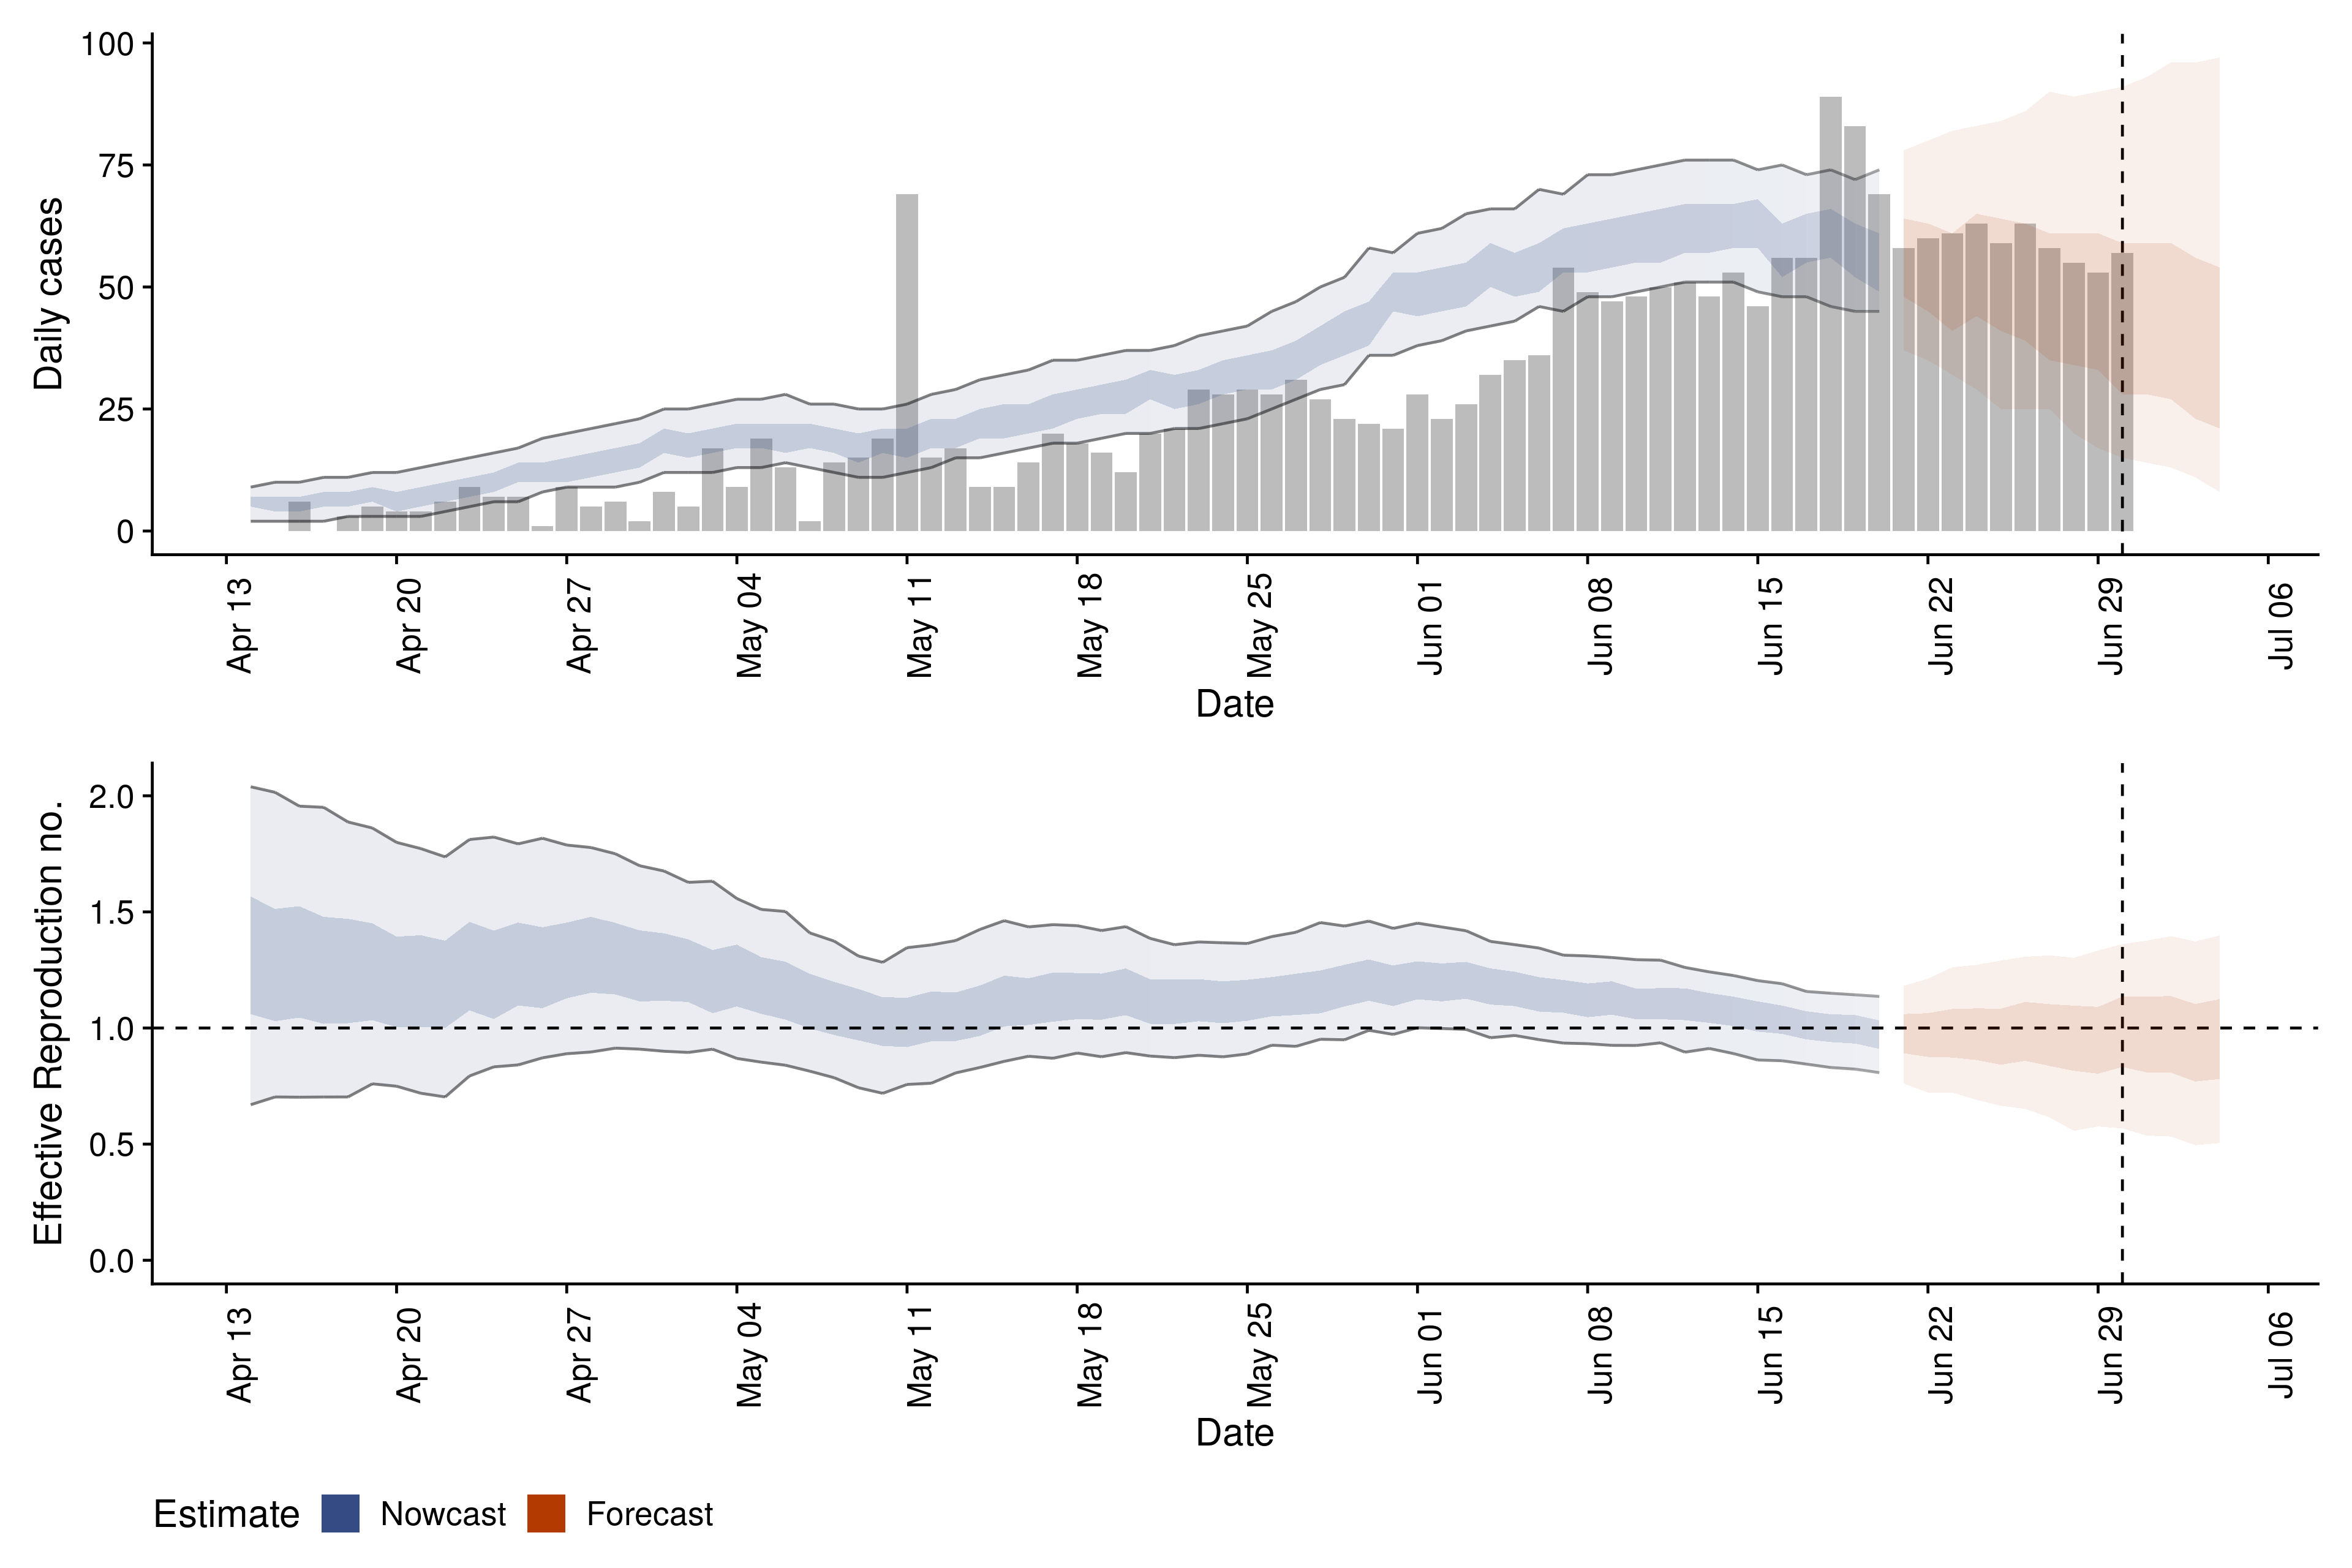 100
75
50
25
0
Daily cases
Apr 13
Apr 20
Apr 27
May 04
May 11
May 18
May 25
Jun 01
Jun 08
Jun 15
Jun 22
Jun 29
Jul 06
Date
2.0
1.5
1.0
0.5
0.0
Effective Reproduction no.
Apr 13
Apr 20
Apr 27
May 04
May 11
May 18
May 25
Jun 01
Jun 08
Jun 15
Jun 22
Jun 29
Jul 06
Date
Estimate Nowcast Forecast